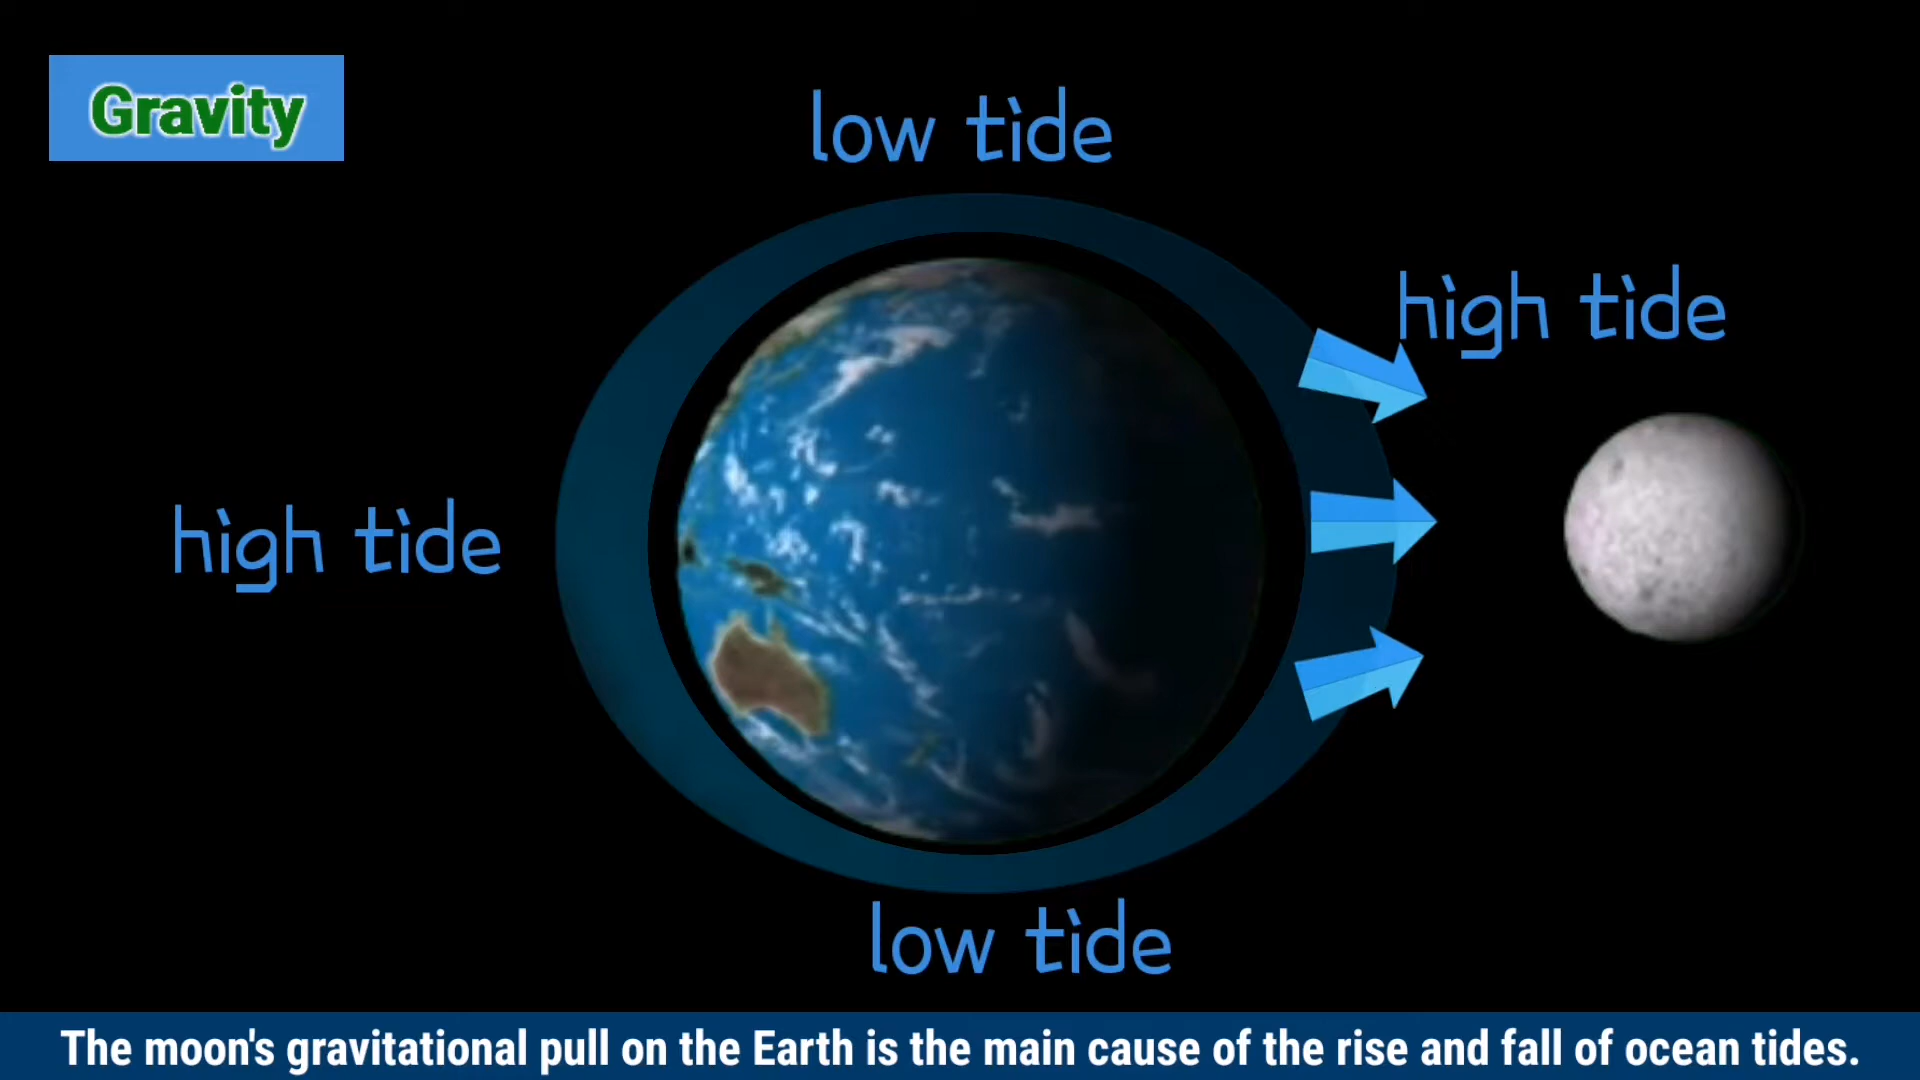 Gravity
low tide
high tide
high tide
low tide
The moon's gravitational pull on the Earth is the main cause of the rise and fall of ocean tides.